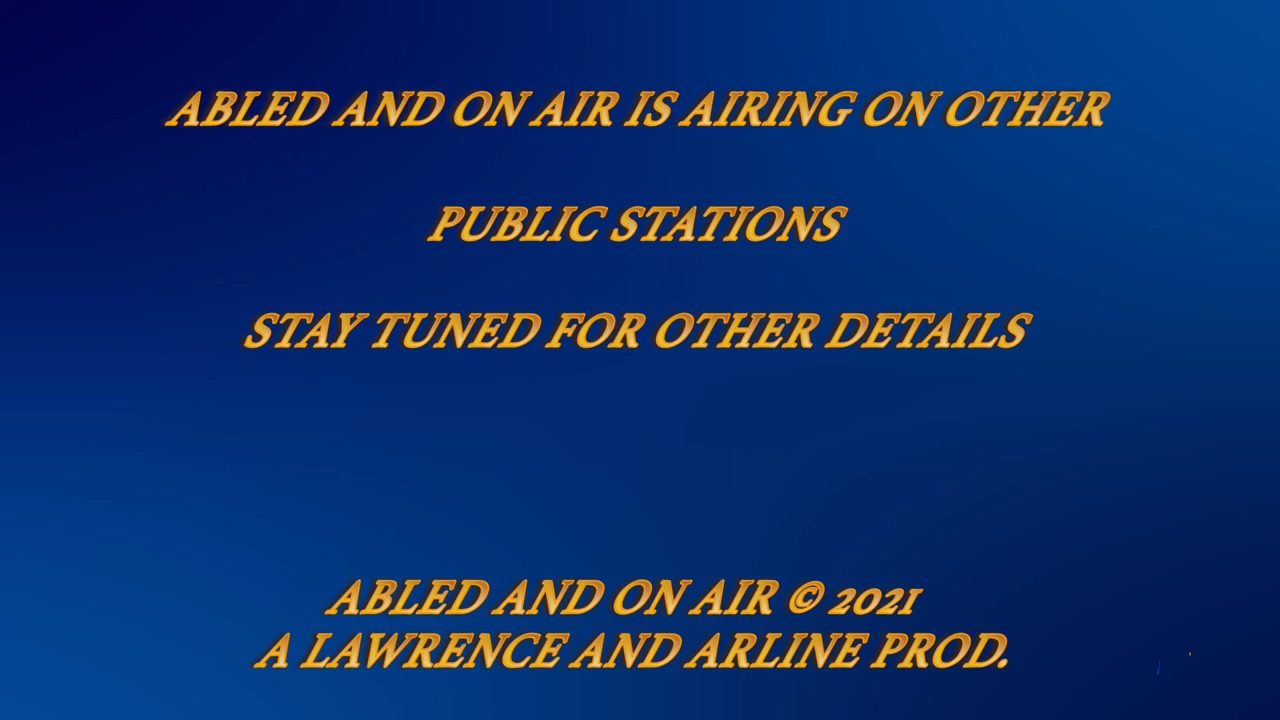 ABLED AND ON AIR IS AIRING ON OTHER
PUBLIC STATIONS
STAY TUNED FOR OTHER DETAILS
ABLED AND ON AIR © 2021
A LAWRENCE AND ARLINE PROD.